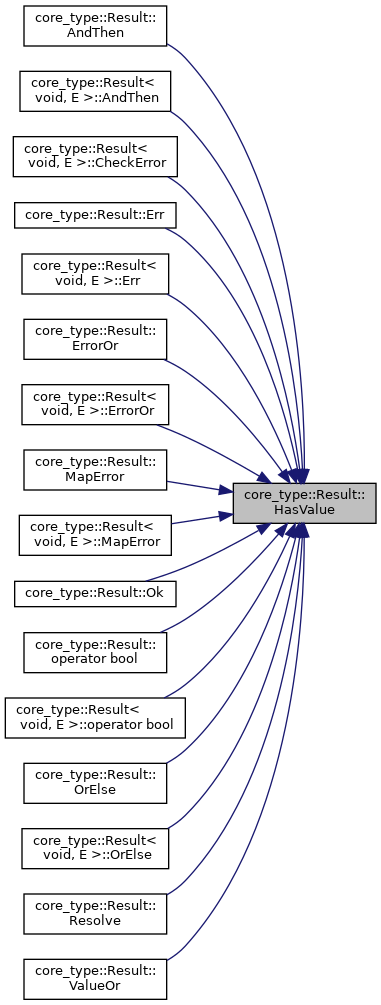 core_type::Result::
AndThen
core_type::Result<
void, E >::AndThen
core_type::Result<
void, E >::CheckError
core_type::Result::Err
core_type::Result<
void, E >::Err
core_type::Result::
ErrorOr
core_type::Result<
void, E >::ErrorOr
core_type::Result::
MapError
core_type::Result<
void, E >::MapError
core_type::Result::Ok
core_type::Result::
operator bool
core_type::Result<
void, E >::operator bool
core_type::Result::
OrElse
core_type::Result<
void, E >::OrElse
core_type::Result::
Resolve
core_type::Result::
ValueOr
core_type::Result::
HasValue